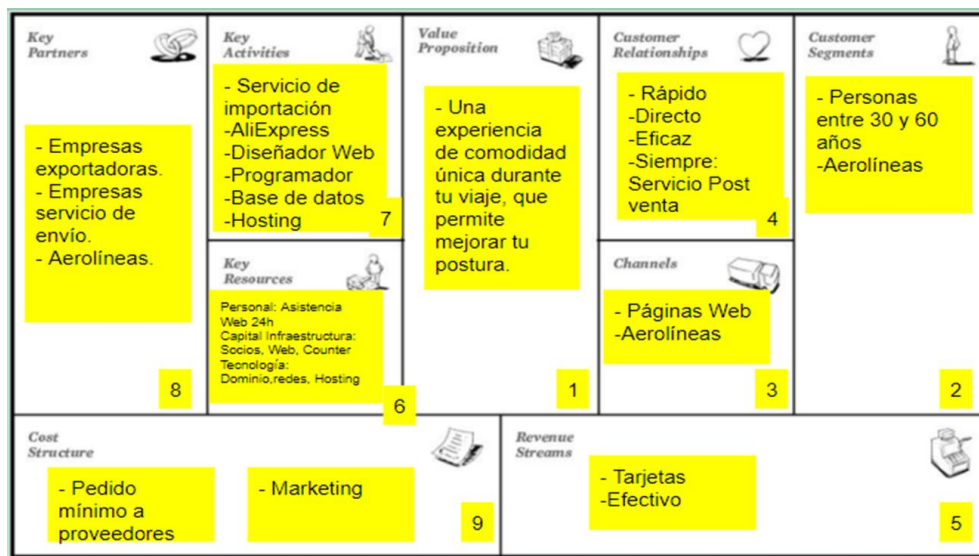 Key
Partners
- Empresas
exportadoras.
- Empresas
servicio de
envío.
- Aerolíneas.
8
Key
Activities
- Servicio de
importación
-AliExpress
-Diseñador Web
-Programador
-Base de datos
-Hosting
7
Key
Resources
Personal: Asistencia
Web 24h
Capital Infraestructura:
Socios, Web, Counter
Tecnología:
Dominio,redes, Hosting
6
Value
Proposition
- Una
experiencia
de comodidad
única durante
tu viaje, que
permite
mejorar tu
postura.
1
Customer
Relationships
- Rápido
-Directo
-Eficaz
-Siempre:
Servicio Post
venta
4
Channels
- Páginas Web
-Aerolíneas
3
Customer
Segments
- Personas
entre 30 y 60
años
-Aerolíneas
2
Cost
Structure
- Pedido
mínimo a
proveedores
- Marketing
9
Revenue
Streams
- Tarjetas
-Efectivo
5